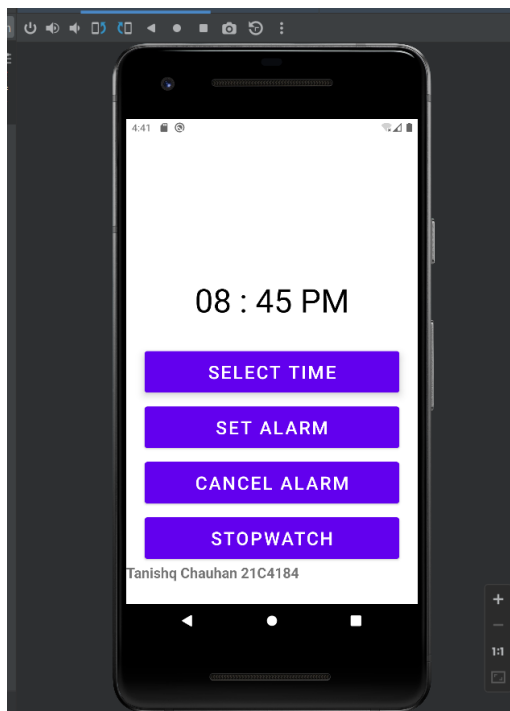 4:41
08 : 45 PM
SELECT TIME
SET ALARM
CANCEL ALARM
STOPWATCH
Tanishq Chauhan 21C4184
1:1